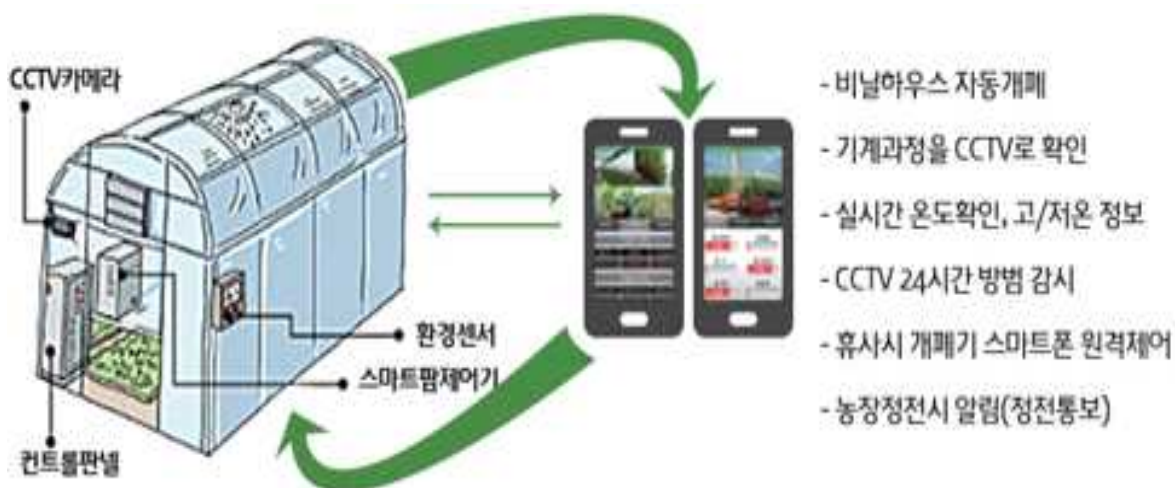 CCTV카메라
환경센서
스마트팜제어기
컨트롤판넬
- 비닐하우스 자동개폐
- 기계과정을 CCTV로 확인
- 실시간 온도확인, 고/저온 정보
- CCTV 24시간 방범 감시
- 휴사시 개폐기 스마트폰 원격제어
- 농장정전시 알림(정전통보)